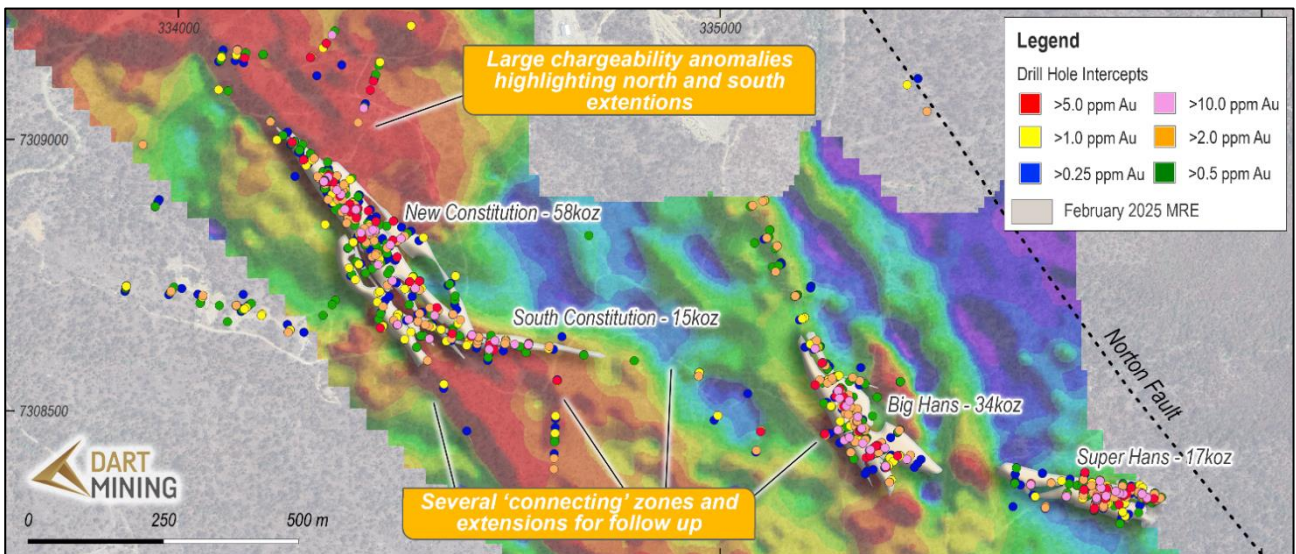 334000
335000
Large chargeability anomalies
highlighting north and south
extentions
Legend
Drill Hole Intercepts
>5.0 ppm Au
>10.0 ppm Au
>1.0 ppm Au
>2.0 ppm Au
>0.25 ppm Au
>0.5 ppm Au
February 2025 MRE
7309000
New Constitution - 58koz
South Constitution - 15koz
Norton Fault
7308500
Big Hans - 34koz
Super Hans - 17koz
DART
MINING
Several ‘connecting’ zones and
extensions for follow up
0 250 500 m